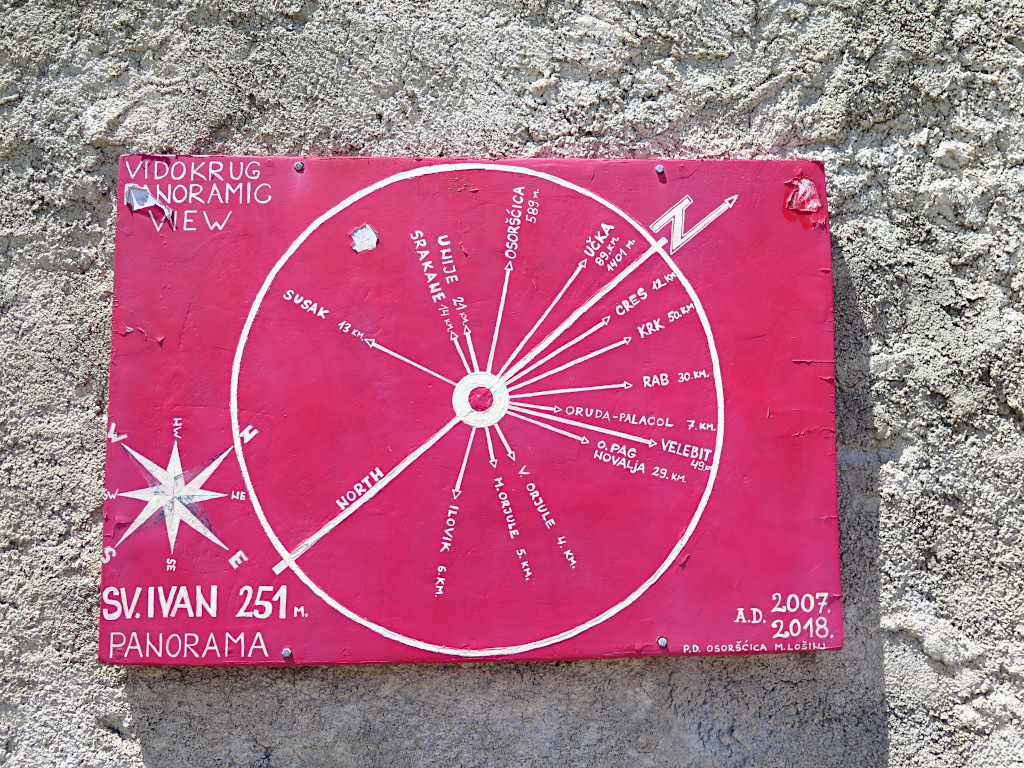 VIDOKRUG
PANORAMIC
VIEW
OSORŠĆICA
589 M.
UČKA
89. KM.
1401 M.
N
UNIJE 21 KM.
SRAKANE 14 KM.
SUSAK 13 KM.
CRES 12. KM.
KRK 50. KM.
RAB 30. KM.
ORUDA-PALACOL 7. KM.
VELEBIT
O. PAG
NOVALJA 29. KM.
V. ORJULE 4. KM.
M. ORJULE 5. KM.
ILOVIK 6 KM.
NORTH
NW
N
W
NE
SW
E
S
SE
SV. IVAN 251 M.
PANORAMA
A.D. 2007.
2018.
P.D. OSORŠĆICA M. LOŠINJ